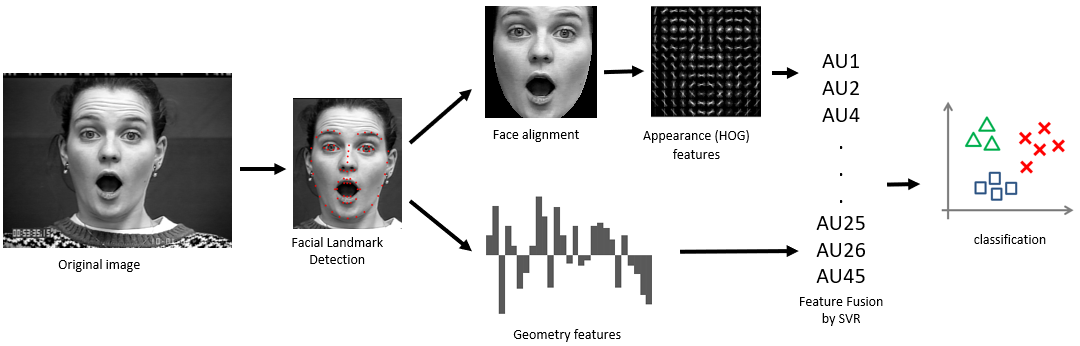 Original image
Facial Landmark
Detection
Face alignment
Appearance (HOG)
features
Geometry features
AU1
AU2
AU4
.
.
.
AU25
AU26
AU45
Feature Fusion
by SVR
classification